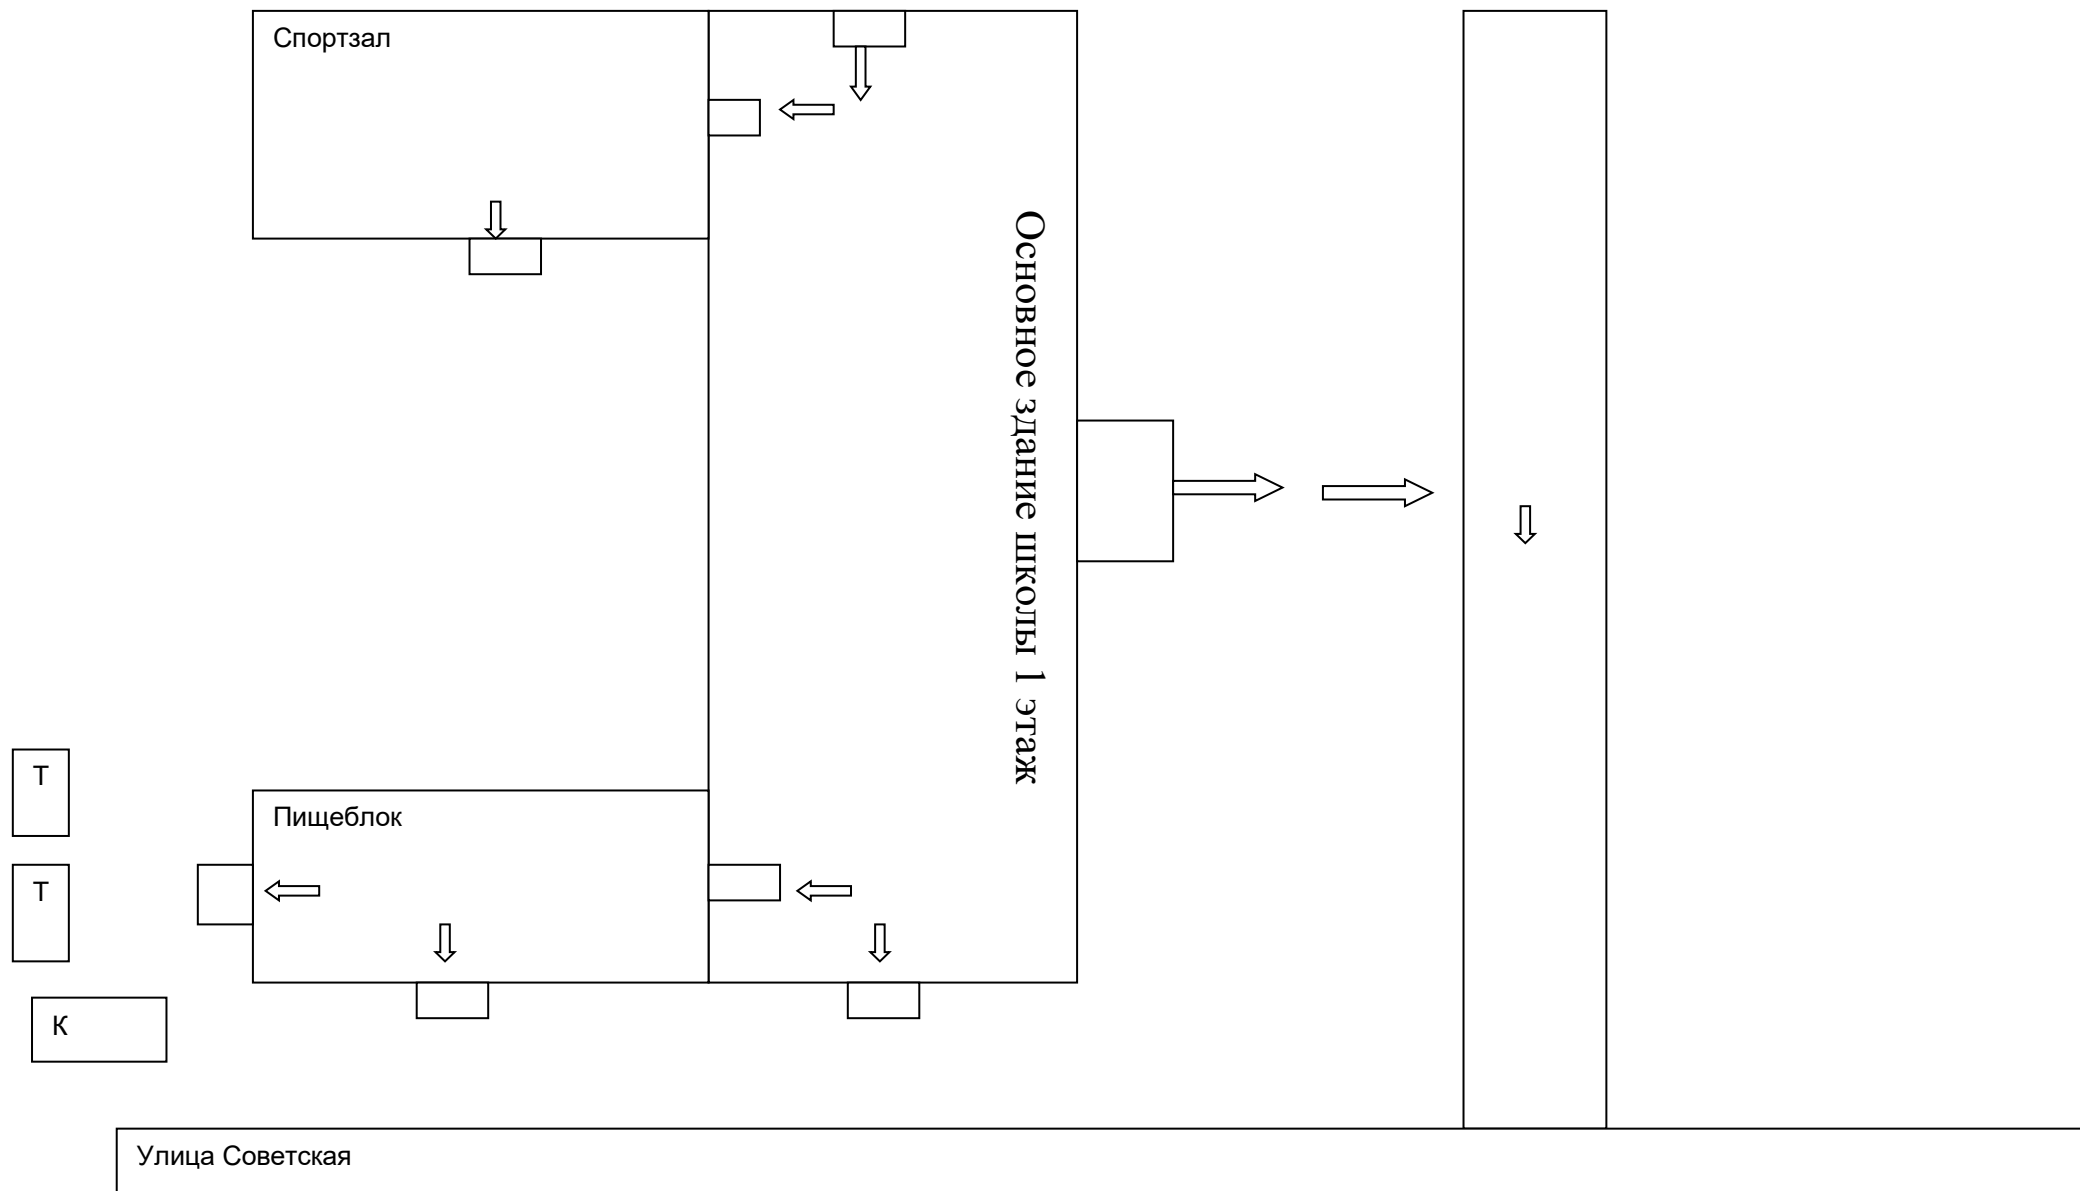 Спортзал
Основное здание школы 1 этаж
Т
Пищеблок
Т
К
Улица Советская